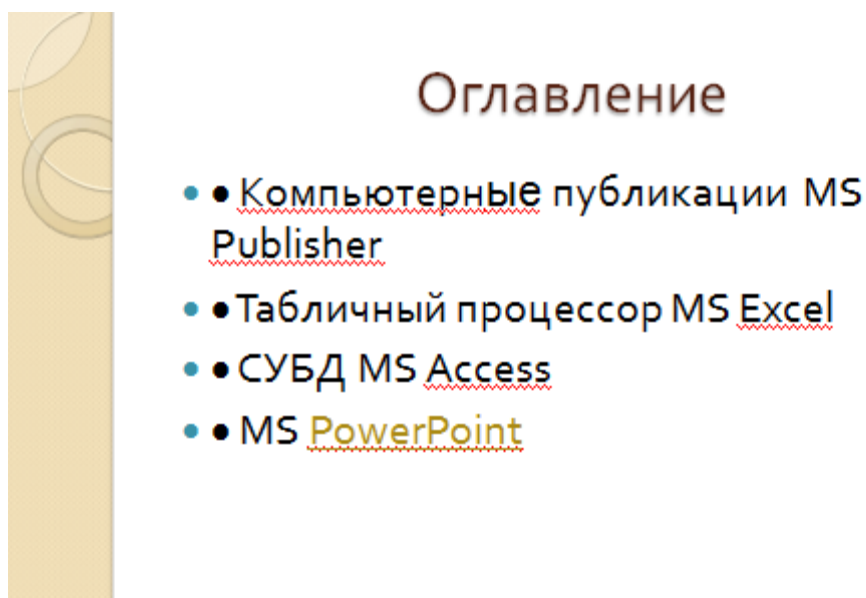 Оглавление
• • Компьютерные публикации MS
Publisher
• • Табличный процессор MS Excel
• • СУБД MS Access
• • MS PowerPoint